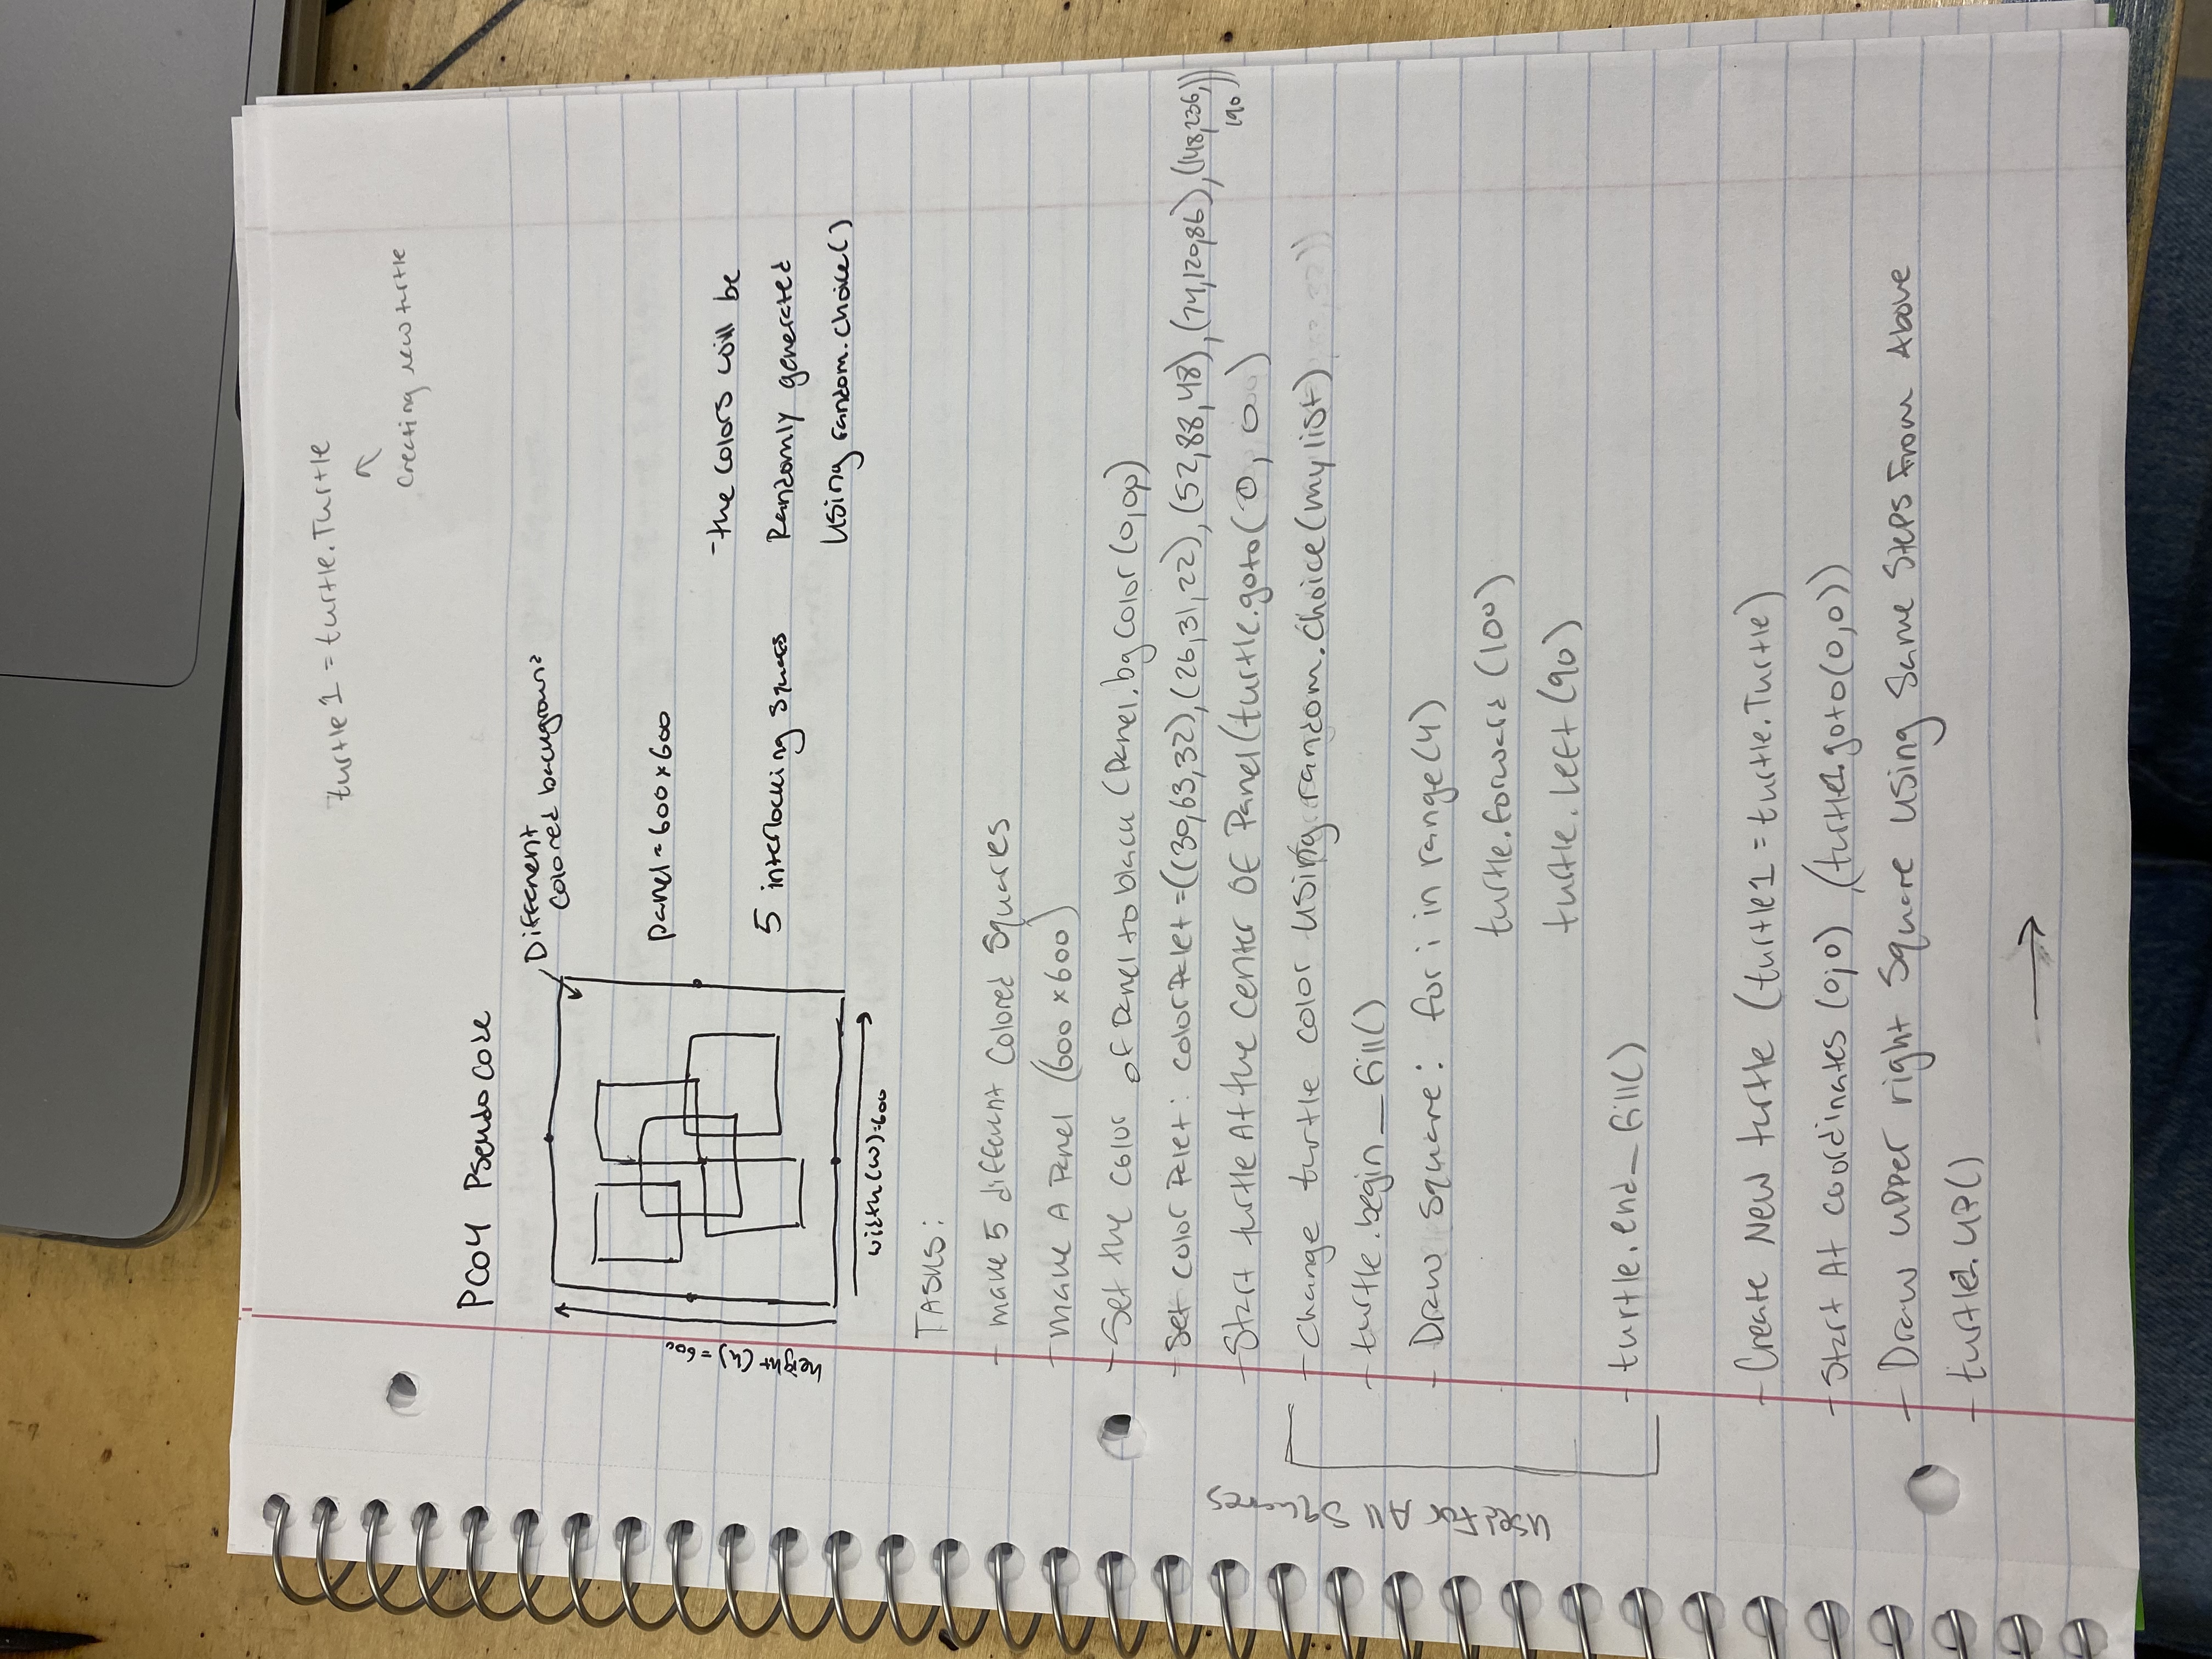 turtle1 = turtle.Turtle
Creating new turtle
PC04 Pseudo Code
Different
colored background
height (h) = 600
Panel = 600 x 600
5 interlocking squares
width (w) = 600
- the colors will be
Randomly generated
using random.choice()
TASKS:
- make 5 different colored squares
- make A Panel (600 x 600)
- Set the color of Panel to black (Panel.bgcolor(0,0,0)
- Set color Palet: colorPalet = ((30,63,32), (26,31,22), (52,88,48), (74,120,86), (148,236,
190))
- Start turtle At the center OF Panel (turtle.goto(0, 0)
used For All Squares
- change turtle color using random.choice(mylist)
- turtle.begin_fill()
- Draw square: for i in range(4)
turtle.forward (100)
turtle.left (90)
- turtle.end_fill()
- Create New turtle (turtle1 = turtle.Turtle)
- Start At coordinates (0,0), (turtle1.goto(0,0))
- Draw upper right Square using Same Steps From Above
- turtle1.up()